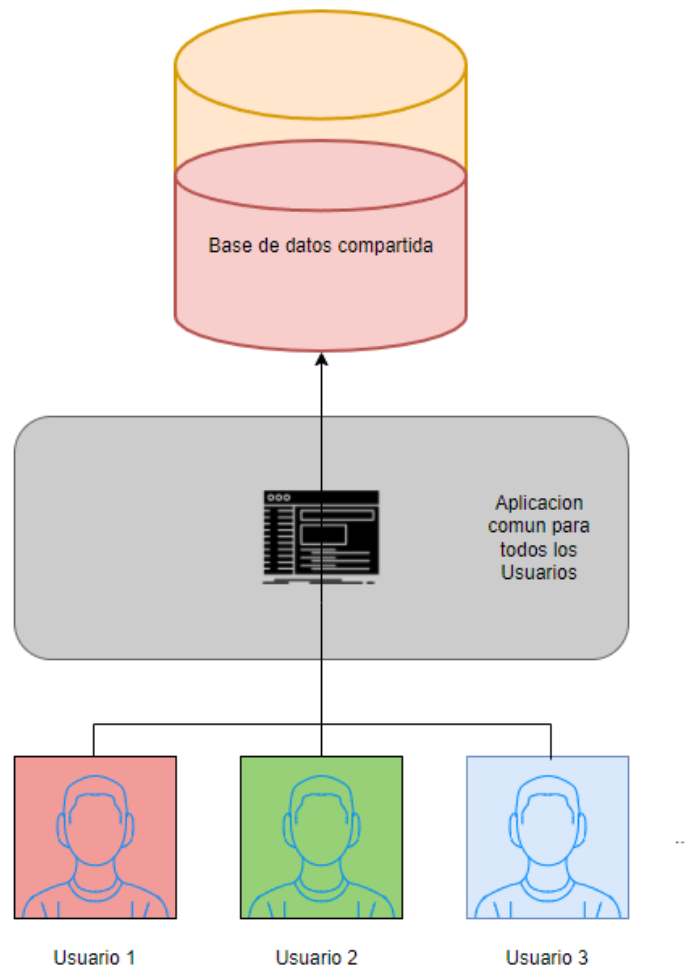 Base de datos compartida
Aplicacion
comun para
todos los
Usuarios
..
Usuario 1
Usuario 2
Usuario 3